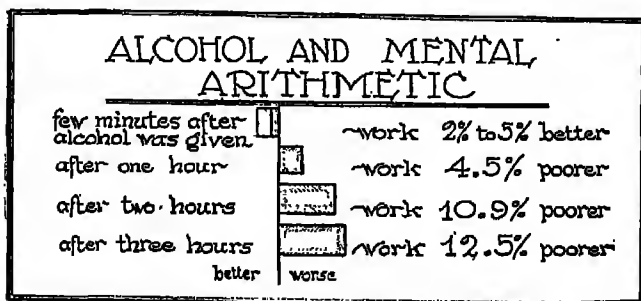 ALCOHOL AND MENTAL
ARITHMETIC
few minutes after
alcohol was given
~work 2% to 5% better
after one hour ~work 4.5% poorer
after two hours ~work 10.9% poorer
after three hours ~work 12.5% poorer
better worse